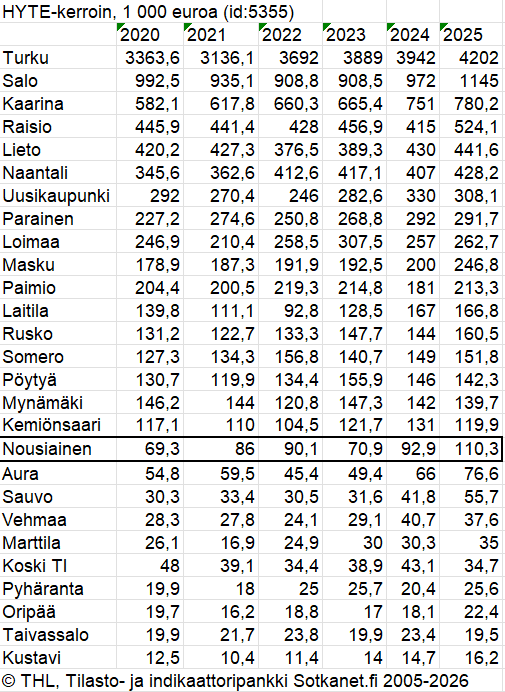 HYTE-kerroin, 1 000 euroa (id:5355)
2020 2021 2022 2023 2024 2025
Turku 3363,6 3136,1 3692 3889 3942 4202
Salo 992,5 935,1 908,8 908,5 972 1145
Kaarina 582,1 617,8 660,3 665,4 751 780,2
Raisio 445,9 441,4 428 456,9 415 524,1
Lieto 420,2 427,3 376,5 389,3 430 441,6
Naantali 345,6 362,6 412,6 417,1 407 428,2
Uusikaupunki 292 270,4 246 282,6 330 308,1
Parainen 227,2 274,6 250,8 268,8 292 291,7
Loimaa 246,9 210,4 258,5 307,5 257 262,7
Masku 178,9 187,3 191,9 192,5 200 246,8
Paimio 204,4 200,5 219,3 214,8 181 213,3
Laitila 139,8 111,1 92,8 128,5 167 166,8
Rusko 131,2 122,7 133,3 147,7 144 160,5
Somero 127,3 134,3 156,8 140,7 149 151,8
Pöytyä 130,7 119,9 134,4 155,9 146 142,3
Mynämäki 146,2 144 120,8 147,3 142 139,7
Kemiönsaari 117,1 110 104,5 121,7 131 119,9
Nousiainen 69,3 86 90,1 70,9 92,9 110,3
Aura 54,8 59,5 45,4 49,4 66 76,6
Sauvo 30,3 33,4 30,5 31,6 41,8 55,7
Vehmaa 28,3 27,8 24,1 29,1 40,7 37,6
Marttila 26,1 16,9 24,9 30 30,3 35
Koski Tl 48 39,1 34,4 38,9 43,1 34,7
Pyhäranta 19,9 18 25 25,7 20,4 25,6
Oripää 19,7 16,2 18,8 17 18,1 22,4
Taivassalo 19,9 21,7 23,8 19,9 23,4 19,5
Kustavi 12,5 10,4 11,4 14 14,7 16,2
© THL, Tilasto- ja indikaattoripankki Sotkanet.fi 2005-2026